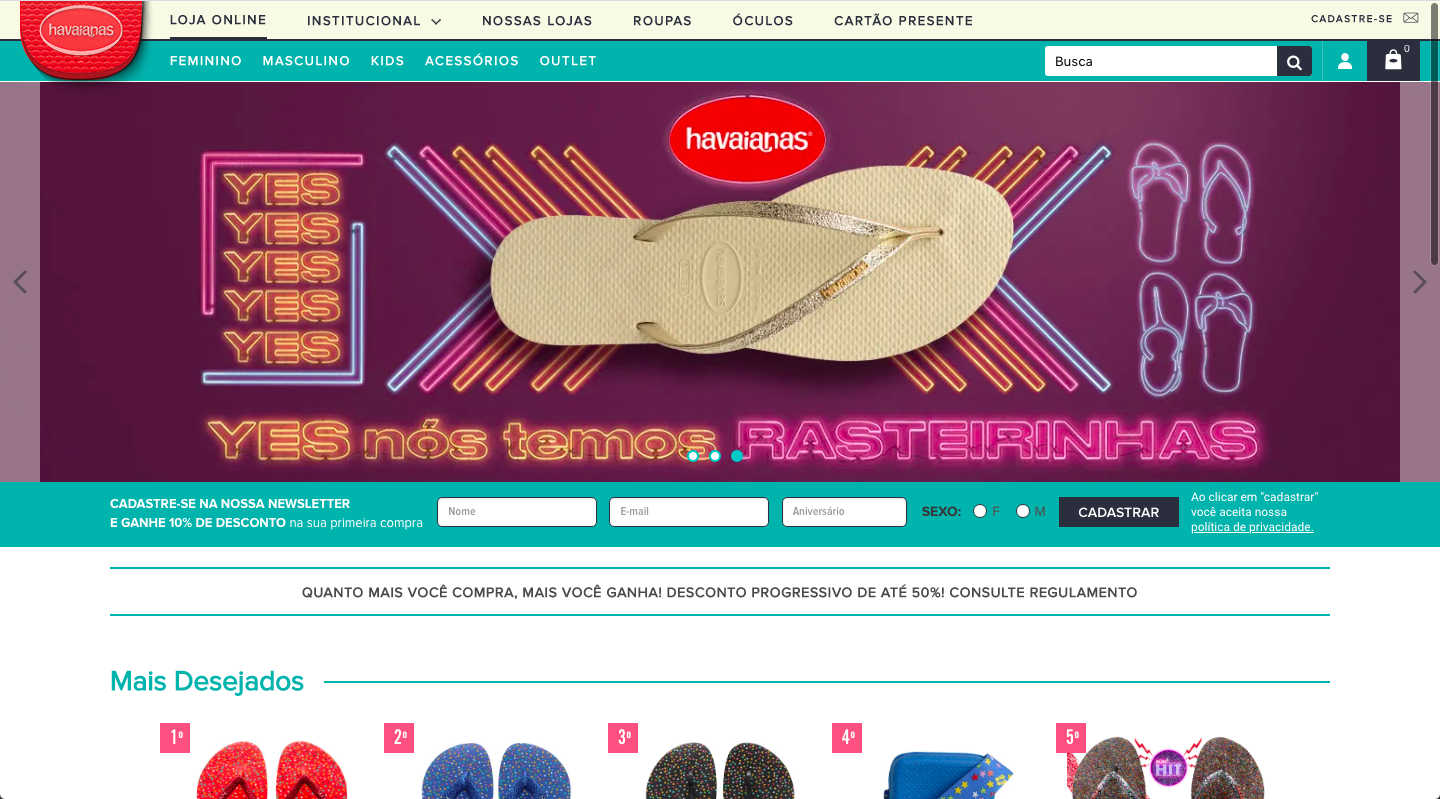 havaianas
LOJA ONLINE
INSTITUCIONAL
NOSSAS LOJAS
ROUPAS
ÓCULOS
CARTÃO PRESENTE
CADASTRE-SE
FEMININO
MASCULINO
KIDS
ACESSÓRIOS
OUTLET
Busca
0
havaianas
YES
YES
YES
YES
YES
YES nós temos RASTEIRINHAS
CADASTRE-SE NA NOSSA NEWSLETTER
E GANHE 10% DE DESCONTO na sua primeira compra
Nome
E-mail
Aniversário
SEXO:
F
M
CADASTRAR
Ao clicar em "cadastrar"
você aceita nossa
política de privacidade.
QUANTO MAIS VOCÊ COMPRA, MAIS VOCÊ GANHA! DESCONTO PROGRESSIVO DE ATÉ 50%! CONSULTE REGULAMENTO
Mais Desejados
1º
2º
3º
4º
5º
HIT